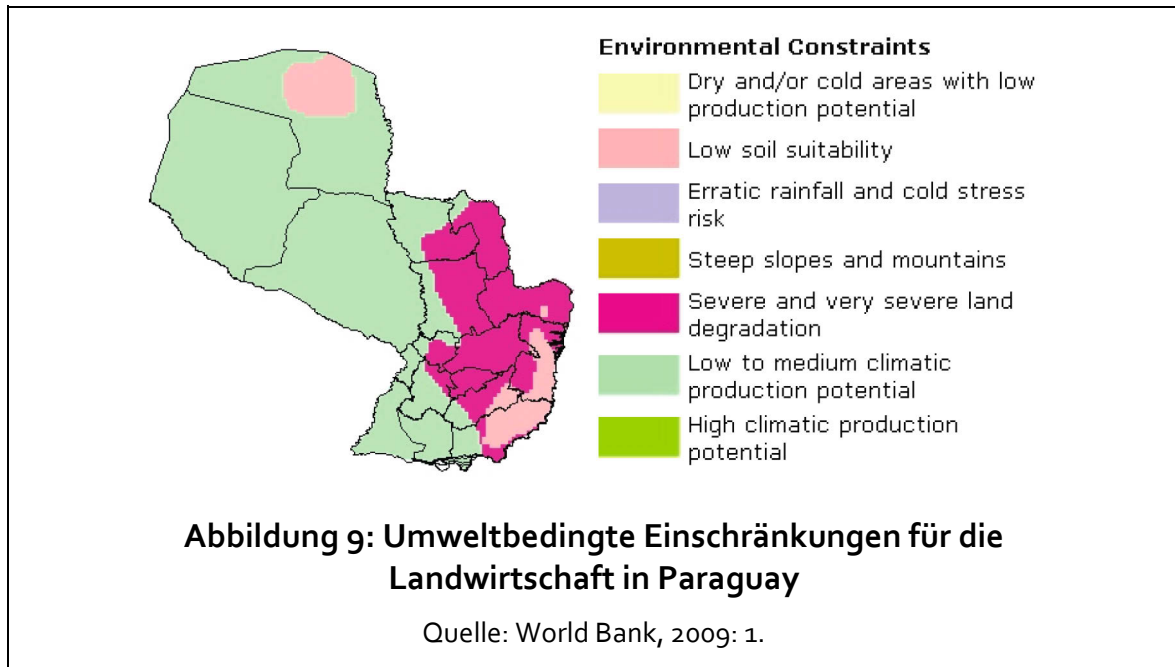 Environmental Constraints
Dry and/or cold areas with low
production potential
Low soil suitability
Erratic rainfall and cold stress
risk
Steep slopes and mountains
Severe and very severe land
degradation
Low to medium climatic
production potential
High climatic production
potential
Abbildung 9: Umweltbedingte Einschränkungen für die
Landwirtschaft in Paraguay
Quelle: World Bank, 2009: 1.